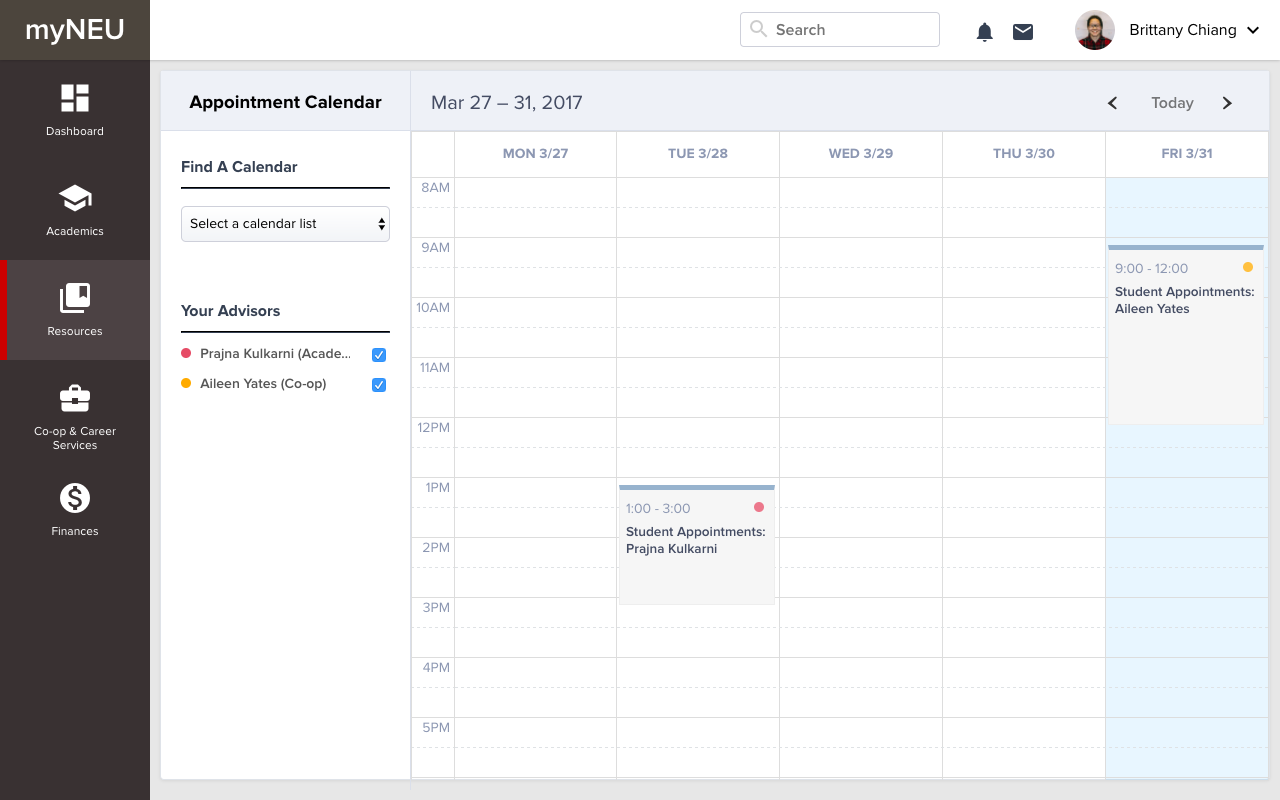 myNEU
Search
Brittany Chiang
Dashboard
Academics
Resources
Co-op & Career
Services
Finances
Appointment Calendar
Find A Calendar
Select a calendar list
Your Advisors
Prajna Kulkarni (Acade...
Aileen Yates (Co-op)
Mar 27 – 31, 2017
Today
MON 3/27
TUE 3/28
WED 3/29
THU 3/30
FRI 3/31
8AM
9AM
10AM
11AM
12PM
1PM
2PM
3PM
4PM
5PM
1:00 - 3:00
Student Appointments:
Prajna Kulkarni
9:00 - 12:00
Student Appointments:
Aileen Yates